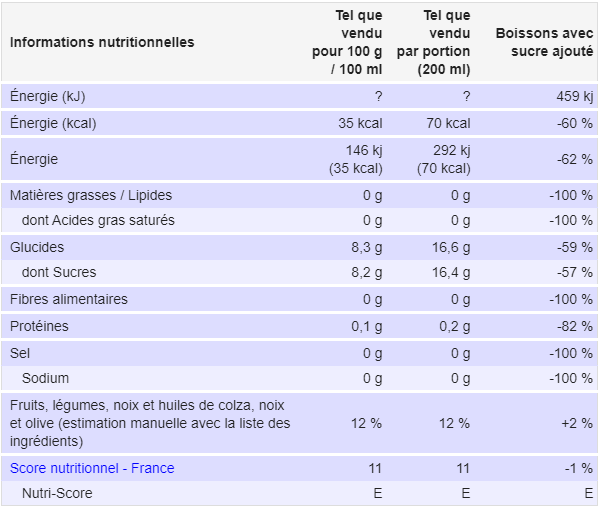 Informations nutritionnelles Tel que vendu pour 100 g / 100 ml Tel que vendu par portion (200 ml) Boissons avec sucre ajouté
Énergie (kJ) ? ? 459 kj
Énergie (kcal) 35 kcal 70 kcal -60 %
Énergie 146 kj (35 kcal) 292 kj (70 kcal) -62 %
Matières grasses / Lipides 0 g 0 g -100 %
dont Acides gras saturés 0 g 0 g -100 %
Glucides 8,3 g 16,6 g -59 %
dont Sucres 8,2 g 16,4 g -57 %
Fibres alimentaires 0 g 0 g -100 %
Protéines 0,1 g 0,2 g -82 %
Sel 0 g 0 g -100 %
Sodium 0 g 0 g -100 %
Fruits, légumes, noix et huiles de colza, noix
et olive (estimation manuelle avec la liste des 12 % 12 % +2 %
ingrédients)
Score nutritionnel - France 11 11 -1 %
Nutri-Score E E E